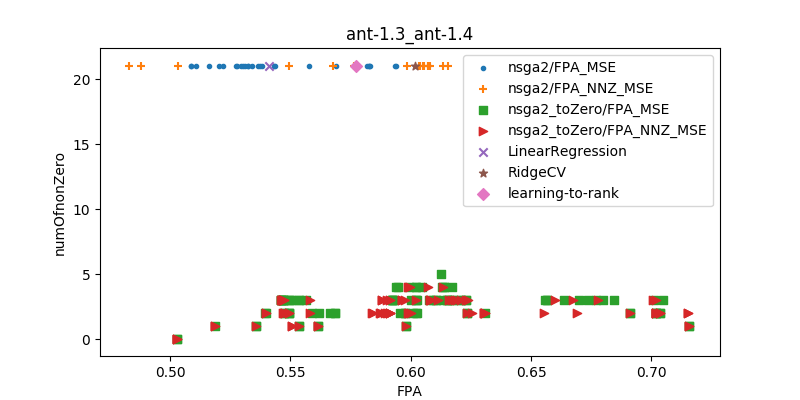 ant-1.3_ant-1.4
numOfnonZero
20
15
10
5
0
0.50
0.55
0.60
0.65
0.70
FPA
nsga2/FPA_MSE
nsga2/FPA_NNZ_MSE
nsga2_toZero/FPA_MSE
nsga2_toZero/FPA_NNZ_MSE
LinearRegression
RidgeCV
learning-to-rank